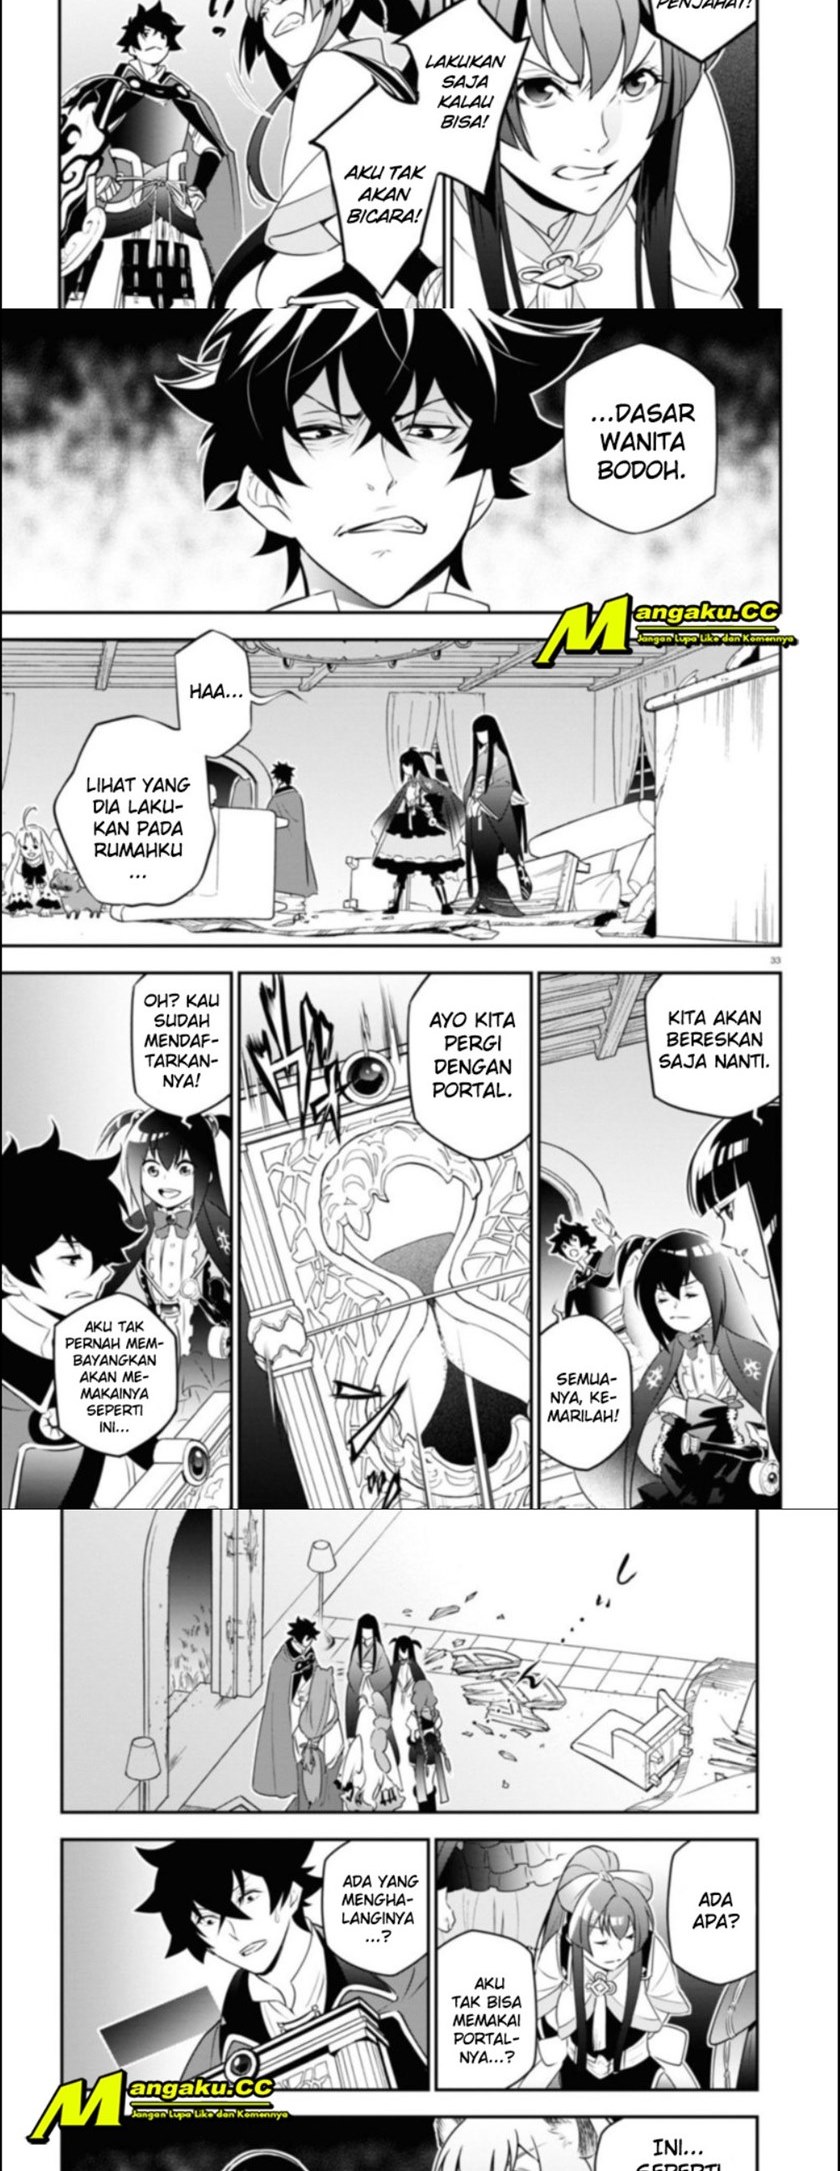 PENJAHAT!
LAKUKAN
SAJA
KALAU
BISA!
AKU TAK
AKAN
BICARA!
...DASAR
WANITA
BODOH.
Mangaku.CC
Jangan Lupa Like dan Komennya.
HAA...
LIHAT YANG
DIA LAKU-
KAN PADA
RUMAHKU
...
33
KITA AKAN
BERESKAN
SAJA NANTI.
SEMUA-
NYA, KE-
MARILAH!
AYO KITA
PERGI
DENGAN
PORTAL.
OH? KAU
SUDAH
MENDAF-
TARKAN-
NYA!
AKU TAK
PERNAH MEM-
BAYANGKAN
AKAN ME-
MAKAINYA
SEPERTI
INI...
ADA
APA?
AKU
TAK BISA
MEMAKAI
PORTAL-
NYA...?
ADA YANG
MENGHA-
LANGINYA
...?
Mangaku.CC
Jangan Lupa Like dan Komennya
INI...
SEPERTI